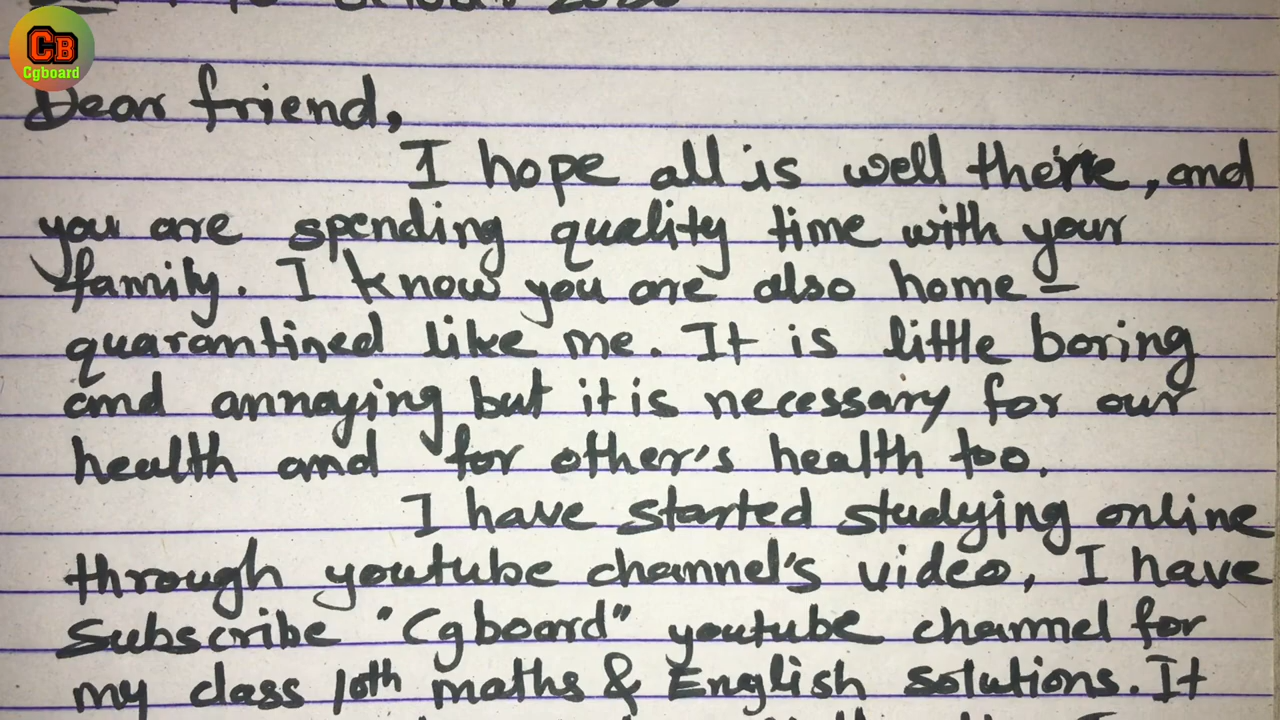 CB
Cgboard
Dear friend,
I hope all is well there, and
you are spending quality time with your
family. I know you are also home-
quarantined like me. It is little boring
and annoying but it is necessary for our
health and for other's health too.
I have started studying online
through youtube channel's video, I have
Subscribe "Cgboard" youtube channel for
my class 10th maths & English solutions. It